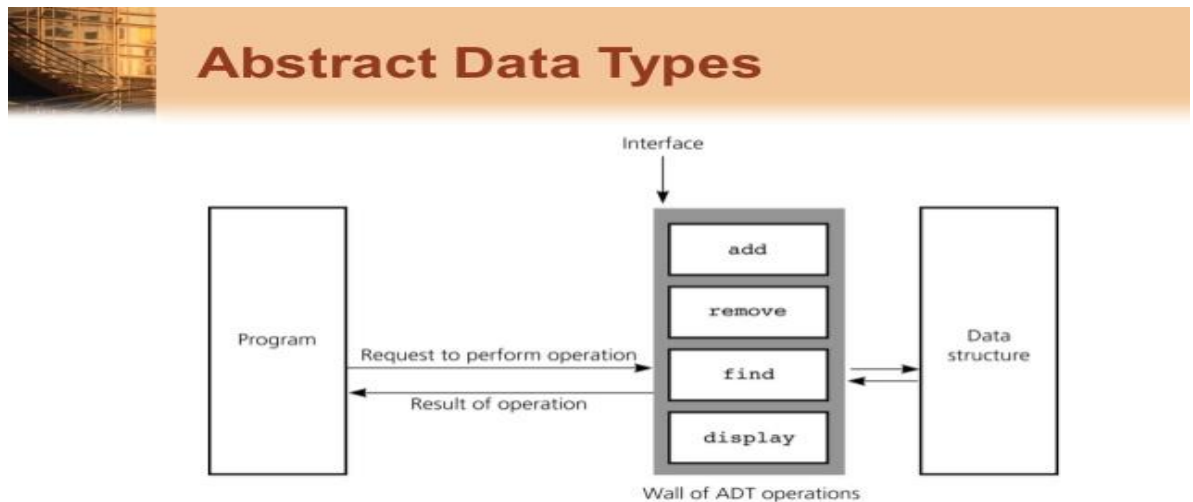 Abstract Data Types
Interface
add
remove
find
display
Program
Request to perform operation
Result of operation
Data
structure
Wall of ADT operations